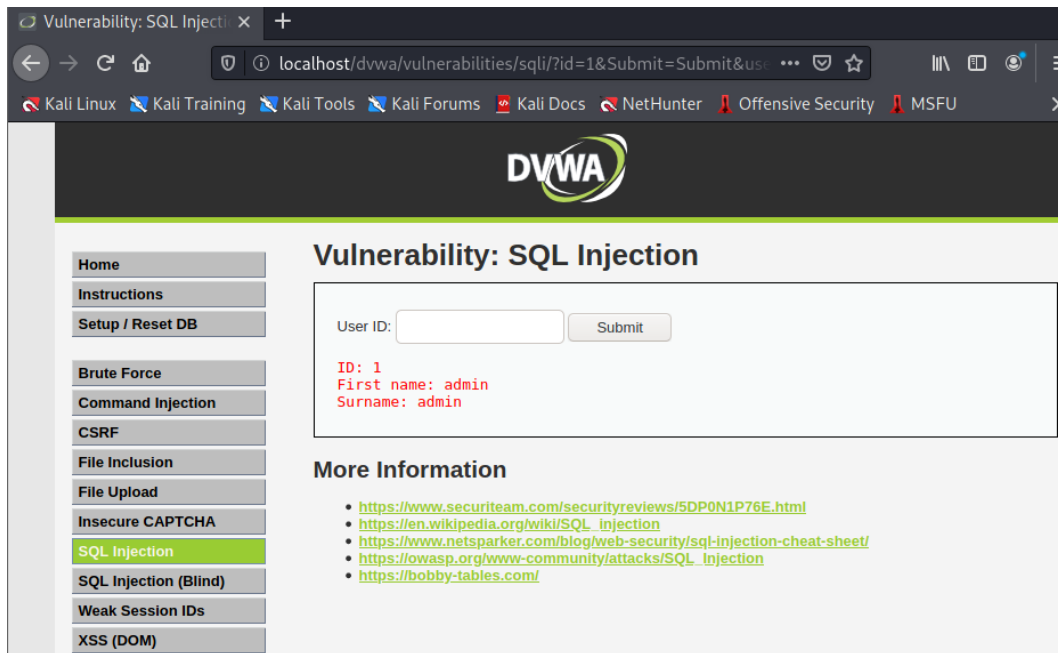 Vulnerability: SQL Injecti
localhost/dvwa/vulnerabilities/sqli/?id=1&Submit=Submit&use
Kali Linux Kali Training Kali Tools Kali Forums Kali Docs NetHunter Offensive Security MSFU
DVWA
Home
Instructions
Setup / Reset DB
Brute Force
Command Injection
CSRF
File Inclusion
File Upload
Insecure CAPTCHA
SQL Injection
SQL Injection (Blind)
Weak Session IDs
XSS (DOM)
Vulnerability: SQL Injection
User ID: Submit
ID: 1
First name: admin
Surname: admin
More Information
https://www.securiteam.com/securityreviews/5DP0N1P76E.html
https://en.wikipedia.org/wiki/SQL_injection
https://www.netsparker.com/blog/web-security/sql-injection-cheat-sheet/
https://owasp.org/www-community/attacks/SQL_Injection
https://bobby-tables.com/